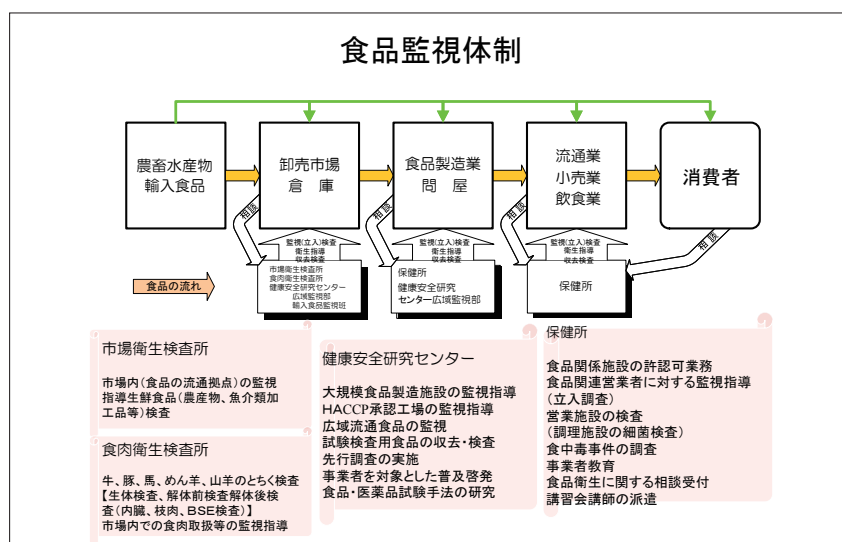 食品監視体制
農畜水産物
輸入食品
卸売市場
倉　庫
食品製造業
問　屋
流通業
小売業
飲食業
消費者
相談
監視(立入)検査
衛生指導
収去検査
相談
監視(立入)検査
衛生指導
収去検査
相談
監視(立入)検査
衛生指導
収去検査
相談
食品の流れ
市場衛生検査所
食肉衛生検査所
健康安全研究センター
広域監視部
輸入食品監視班
保健所
健康安全研究
センター広域監視部
保健所
市場衛生検査所
市場内(食品の流通拠点)の監視
指導生鮮食品(農産物、魚介類加
工品等)検査
食肉衛生検査所
牛、豚、馬、めん羊、山羊のとちく検査
【生体検査、解体前検査解体後検
査(内臓、枝肉、BSE検査)】
市場内での食肉取扱等の監視指導
健康安全研究センター
大規模食品製造施設の監視指導
HACCP承認工場の監視指導
広域流通食品の監視
試験検査用食品の収去・検査
先行調査の実施
事業者を対象とした普及啓発
食品・医薬品試験手法の研究
保健所
食品関係施設の許認可業務
食品関連営業者に対する監視指導
(立入調査)
営業施設の検査
(調理施設の細菌検査)
食中毒事件の調査
事業者教育
食品衛生に関する相談受付
講習会講師の派遣